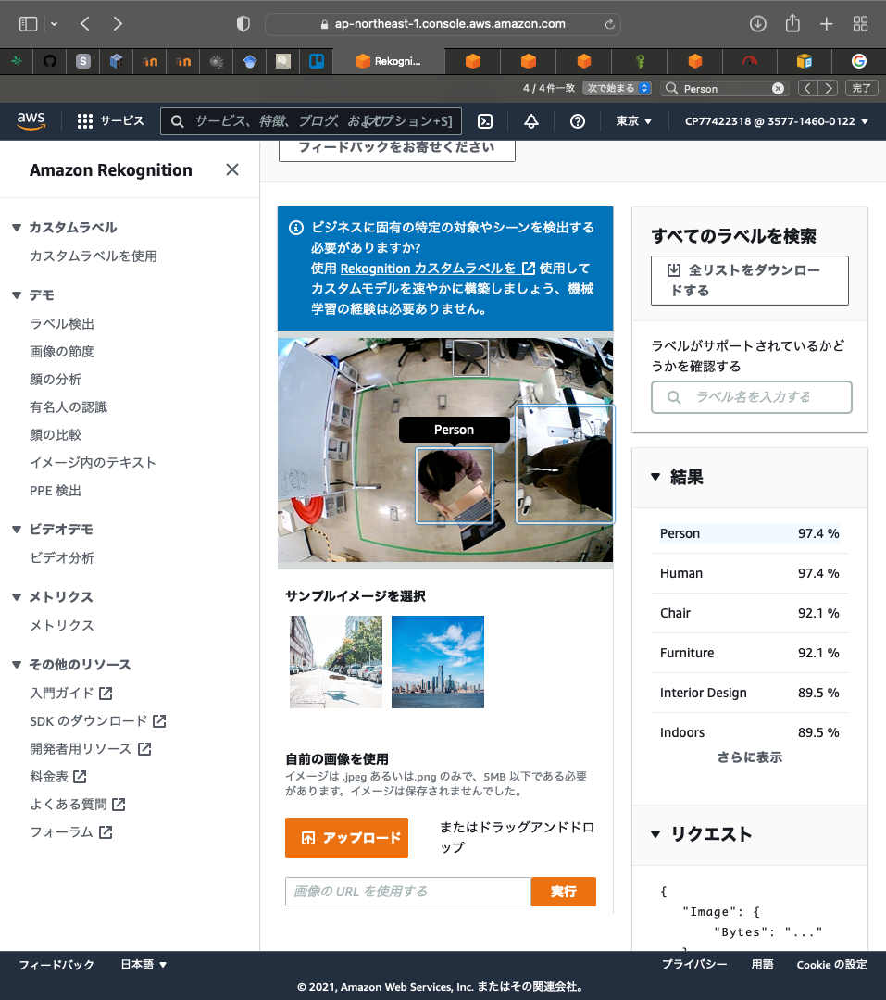 ap-northeast-1.console.aws.amazon.com
Rekogni...
4 / 4件一致
次で始まる
Person
完了
aws
サービス
サービス、特徴、ブログ、および
オプション+S]
東京
CP77422318 @ 3577-1460-0122
フィードバックをお寄せください
Amazon Rekognition
カスタムラベル
カスタムラベルを使用
デモ
ラベル検出
画像の節度
顔の分析
有名人の認識
顔の比較
イメージ内のテキスト
PPE 検出
ビデオデモ
ビデオ分析
メトリクス
メトリクス
その他のリソース
入門ガイド
SDK のダウンロード
開発者用リソース
料金表
よくある質問
フォーラム
ビジネスに固有の特定の対象やシーンを検出する
必要がありますか?
使用 Rekognition カスタムラベルを 使用して
カスタムモデルを速やかに構築しましょう、機械
学習の経験は必要ありません。
Person
サンプルイメージを選択
自前の画像を使用
イメージは .jpeg あるいは.png のみで、5MB 以下である必要
があります。イメージは保存されませんでした。
アップロード
またはドラッグアンドドロ
ップ
画像の URL を使用する
実行
すべてのラベルを検索
全リストをダウンロー
ドする
ラベルがサポートされているかど
うかを確認する
ラベル名を入力する
結果
Person 97.4 %
Human 97.4 %
Chair 92.1 %
Furniture 92.1 %
Interior Design 89.5 %
Indoors 89.5 %
さらに表示
リクエスト
{
"Image": {
"Bytes": "..."
フィードバック
日本語
プライバシー
用語
Cookie の設定
© 2021, Amazon Web Services, Inc. またはその関連会社。